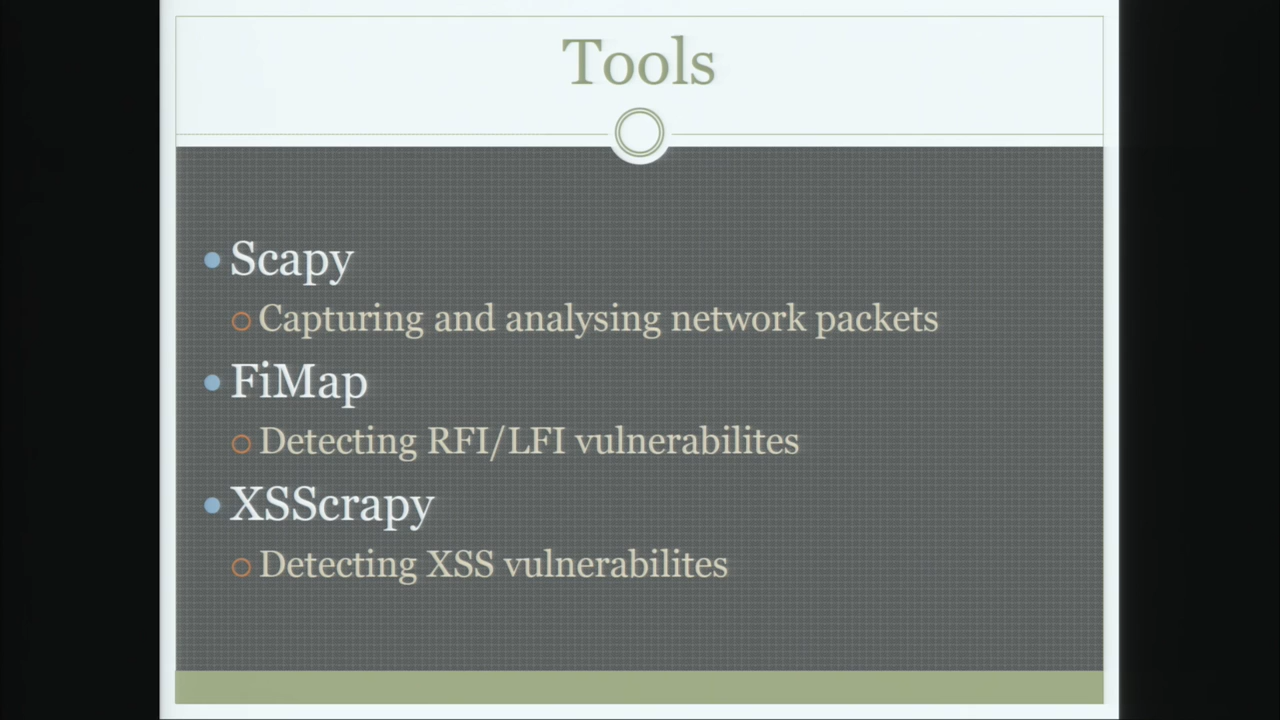 Tools
Scapy
Capturing and analysing network packets
FiMap
Detecting RFI/LFI vulnerabilites
XSScrapy
Detecting XSS vulnerabilites